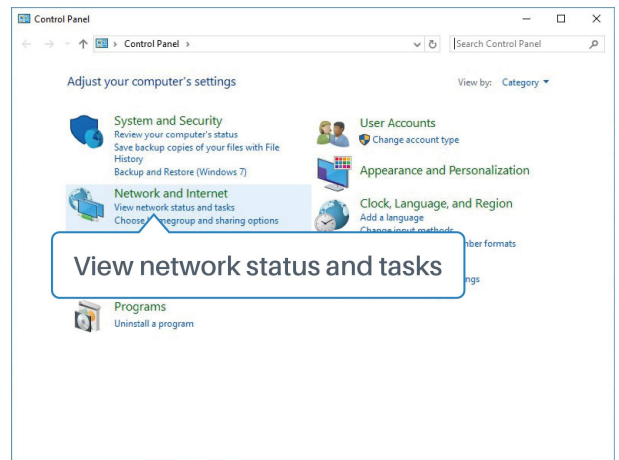 Control Panel
Control Panel
Search Control Panel
Adjust your computer's settings
View by: Category
System and Security
Review your computer's status
Save backup copies of your files with File
History
Backup and Restore (Windows 7)
Network and Internet
View network status and tasks
Choose and sharing options
View network status and tasks
Programs
Uninstall a program
User Accounts
Change account type
Appearance and Personalization
Clock, Language, and Region
Add a language
Change input methods
formats